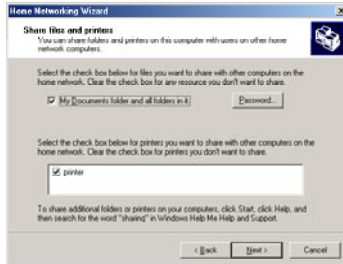 Home Networking Wizard
Share files and printers
You can share folders and printers on this computer with users on other home
network computers.
Select the check box below for files you want to share with other computers on the
home network. Clear the check box for any resource you don't want to share.
My Documents folder and all folders in it
Password...
Select the check box below for printers you want to share with other computers on the
home network. Clear the check box for printers you don't want to share.
printer
To share additional folders or printers on your computers, click Start, click Help, and
then search for the word "sharing" in Windows Help Me Help and Support.
< Back
Next >
Cancel